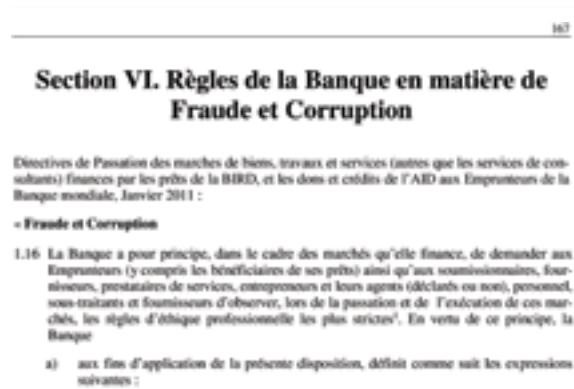 167
Section VI. Règles de la Banque en matière de
Fraude et Corruption
Directives de Passation des marches de biens, travaux et services (autres que les services de con-
sultants) finances par les prêts de la BIRD, et les dons et crédits de l'AID aux Emprunteurs de la
Banque mondiale, Janvier 2011 :
« Fraude et Corruption
1.16 La Banque a pour principe, dans le cadre des marchés qu'elle finance, de demander aux
Emprunteurs (y compris les bénéficiaires de ses prêts) ainsi qu'aux soumissionnaires, four-
nisseurs, prestataires de services, entrepreneurs et leurs agents (déclarés ou non), personnel,
sous-traitants et fournisseurs d'observer, lors de la passation et de l'exécution de ces mar-
chés, les règles d'éthique professionnelle les plus strictes¹. En vertu de ce principe, la
Banque
a) aux fins d'application de la présente disposition, définit comme suit les expressions
suivantes :